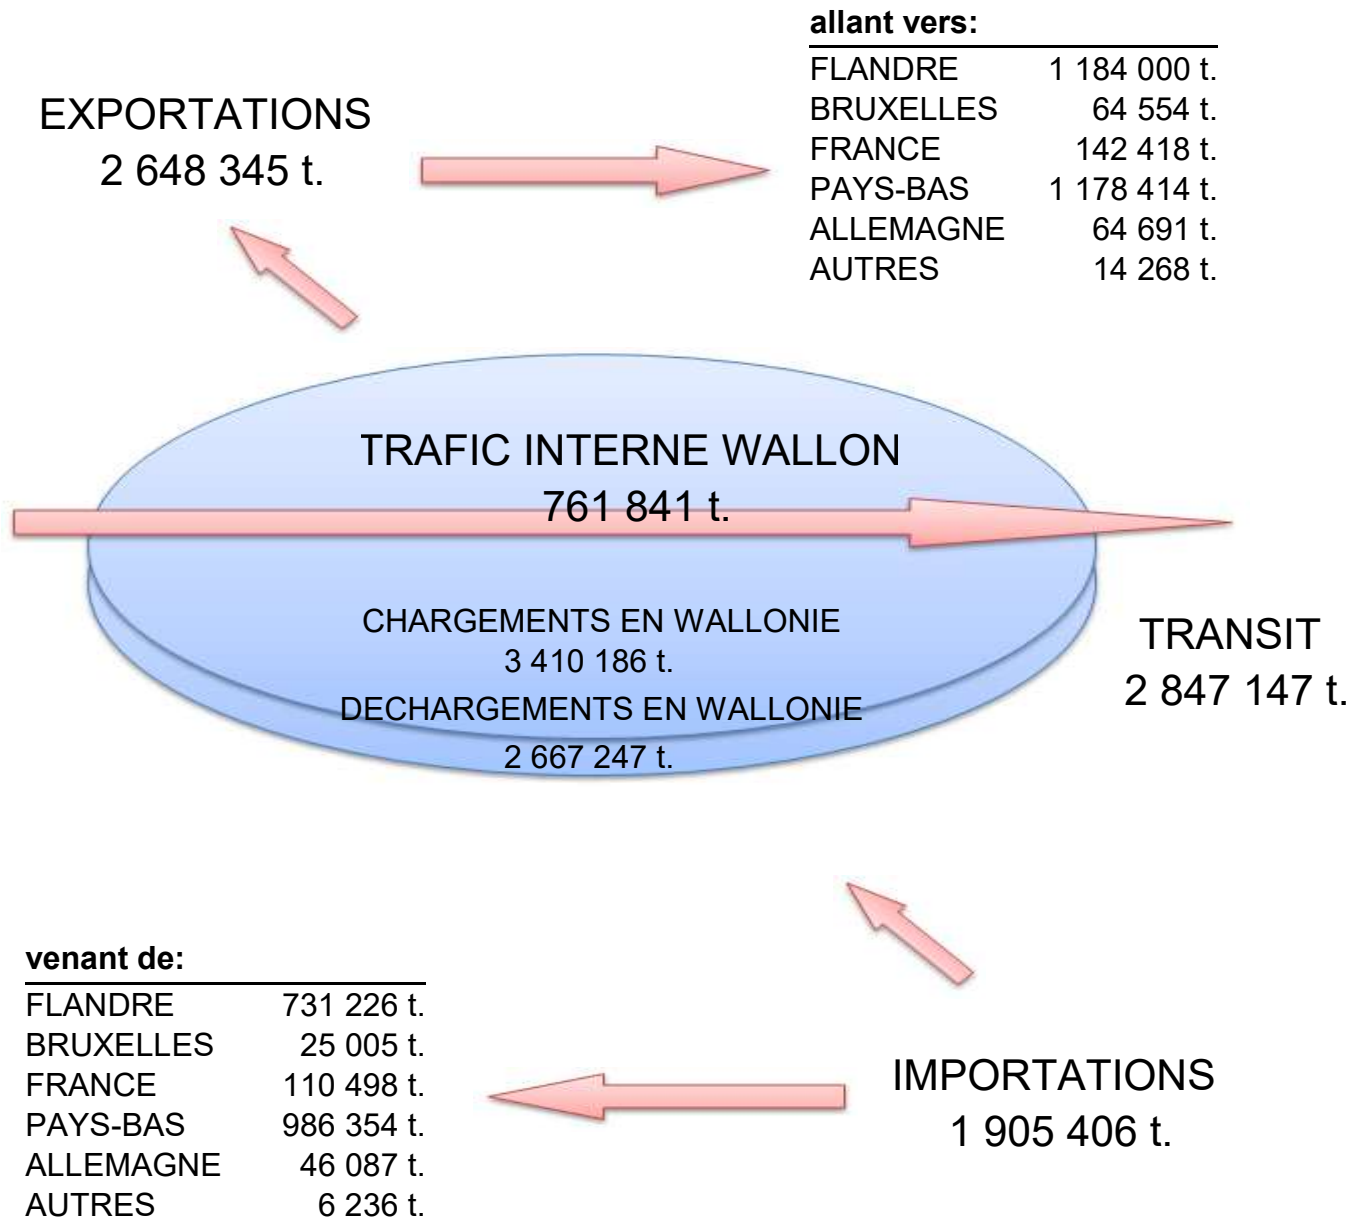 allant vers:
FLANDRE 1 184 000 t.
BRUXELLES 64 554 t.
FRANCE 142 418 t.
PAYS-BAS 1 178 414 t.
ALLEMAGNE 64 691 t.
AUTRES 14 268 t.
EXPORTATIONS
2 648 345 t.
TRAFIC INTERNE WALLON
761 841 t.
CHARGEMENTS EN WALLONIE
3 410 186 t.
DECHARGEMENTS EN WALLONIE
2 667 247 t.
TRANSIT
2 847 147 t.
venant de:
FLANDRE 731 226 t.
BRUXELLES 25 005 t.
FRANCE 110 498 t.
PAYS-BAS 986 354 t.
ALLEMAGNE 46 087 t.
AUTRES 6 236 t.
IMPORTATIONS
1 905 406 t.